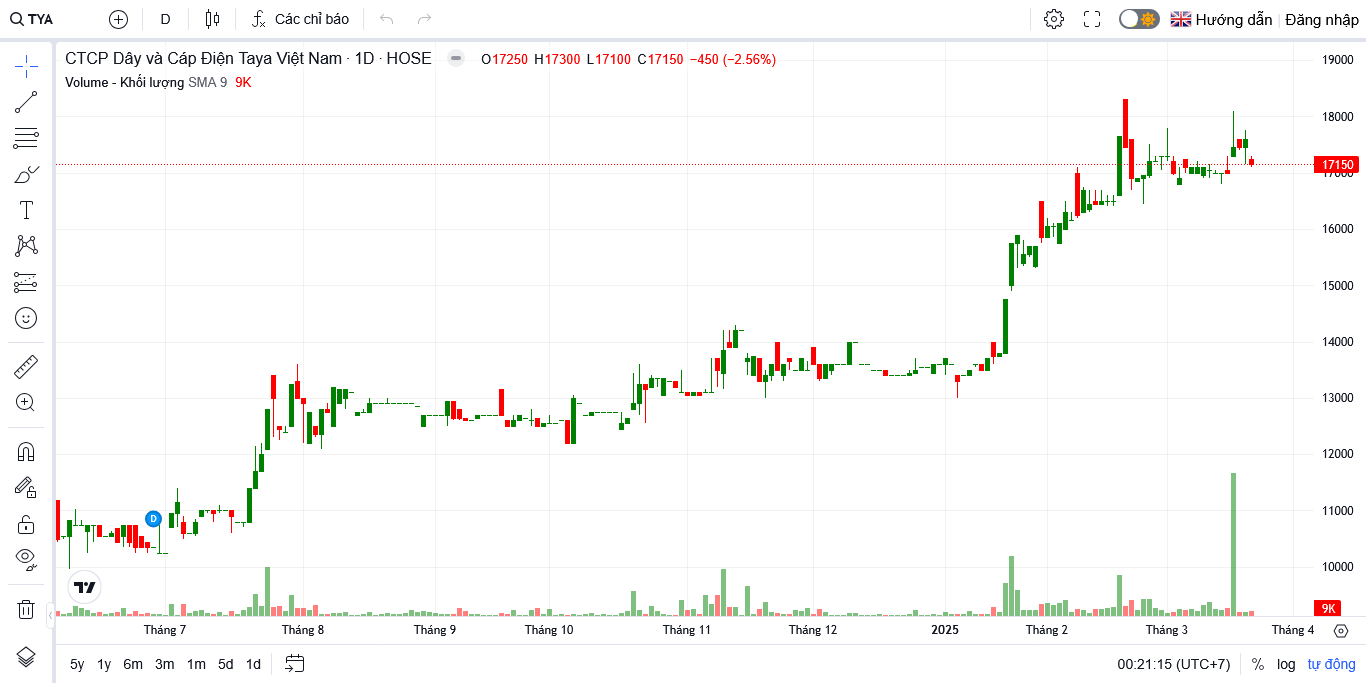 TYA D Các chỉ báo Hướng dẫn Đăng nhập
CTCP Dây và Cáp Điện Taya Việt Nam · 1D · HOSE O17250 H17300 L17100 C17150 −450 (−2.56%)
Volume - Khối lượng SMA 9 9K
19000
18000
17150
17000
16000
15000
14000
13000
12000
11000
10000
9K
D
Tháng 7 Tháng 8 Tháng 9 Tháng 10 Tháng 11 Tháng 12 2025 Tháng 2 Tháng 3 Tháng 4
5y 1y 6m 3m 1m 5d 1d 00:21:15 (UTC+7) % log tự động